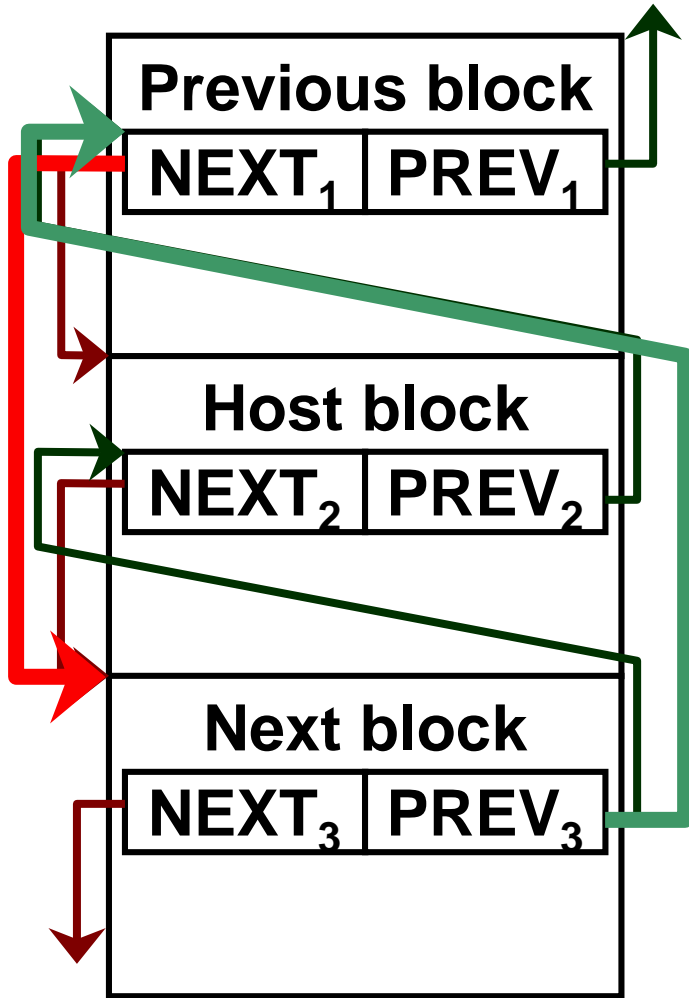 Previous block
NEXT₁ PREV₁
Host block
NEXT₂ PREV₂
Next block
NEXT₃ PREV₃